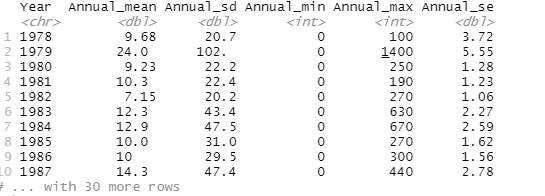 Year Annual_mean Annual_sd Annual_min Annual_max Annual_se
<chr> <dbl> <dbl> <int> <int> <dbl>
1 1978 9.68 20.7 0 100 3.72
2 1979 24.0 102. 0 1400 5.55
3 1980 9.23 22.2 0 250 1.28
4 1981 10.3 22.4 0 190 1.23
5 1982 7.15 20.2 0 270 1.06
6 1983 12.3 43.4 0 630 2.27
7 1984 12.9 47.5 0 670 2.59
8 1985 10.0 31.0 0 270 1.62
9 1986 10 29.5 0 300 1.56
10 1987 14.3 47.4 0 440 2.78
# ... with 30 more rows